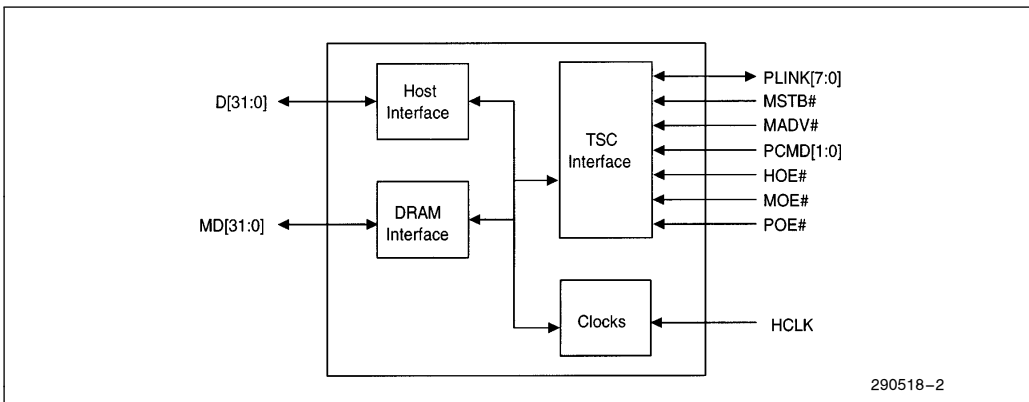 Host
Interface
D[31:0]
DRAM
Interface
MD[31:0]
TSC
Interface
PLINK[7:0]
MSTB#
MADV#
PCMD[1:0]
HOE#
MOE#
POE#
Clocks
HCLK
290518–2